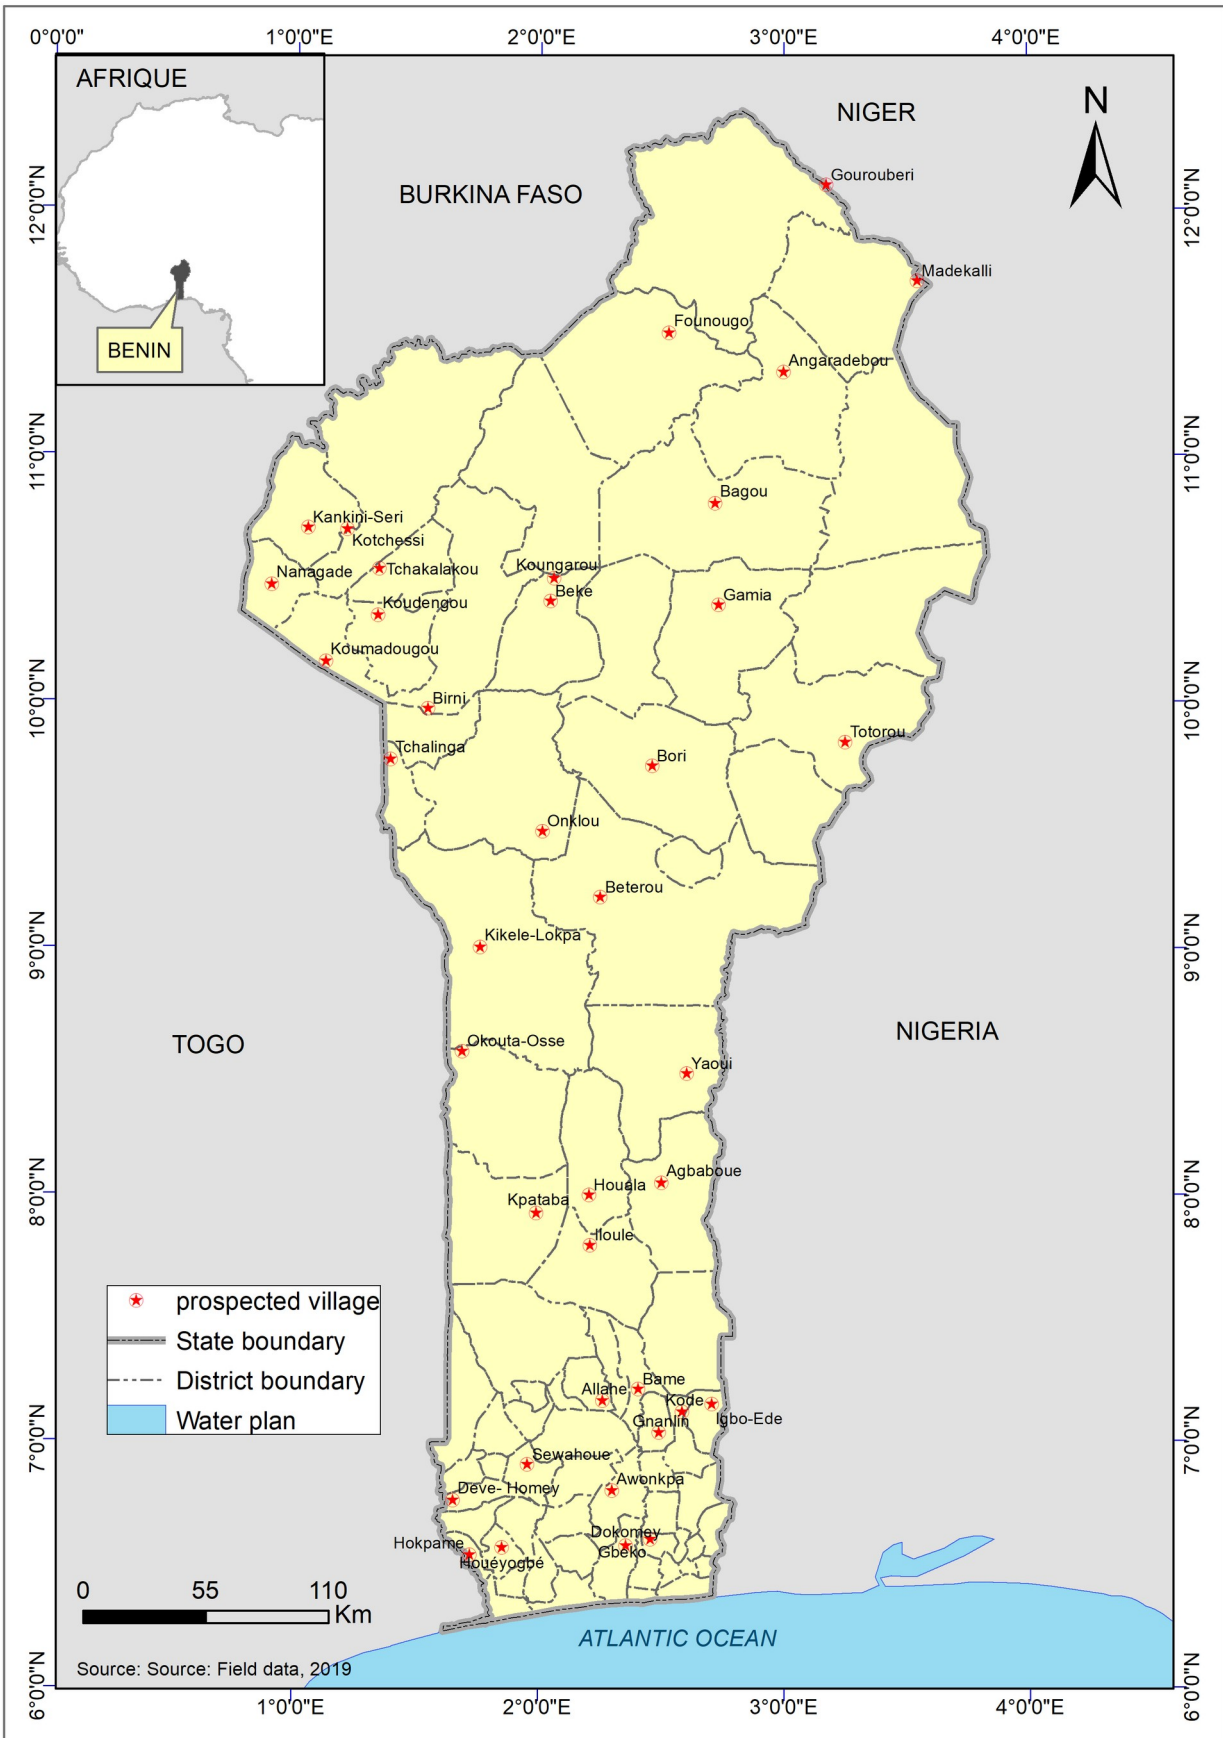 0°0'0" 1°0'0"E 2°0'0"E 3°0'0"E 4°0'0"E
AFRIQUE
BENIN
N
NIGER
BURKINA FASO
12°0'0"N
12°0'0"N
Gourouberi
Madekalli
Founougo
Angaradebou
11°0'0"N
11°0'0"N
Bagou
Kankini-Seri
Kotchessi
Nanagade
Tchakalakou
Koungarou
Beke
Gamia
Koudengou
Koumadougou
10°0'0"N
10°0'0"N
Birni
Tchalinga
Totorou
Bori
Onklou
Beterou
9°0'0"N
9°0'0"N
Kikele-Lokpa
TOGO
NIGERIA
Okouta-Osse
Yaoui
8°0'0"N
8°0'0"N
Agbaboue
Houala
Kpataba
Iloule
prospected village
State boundary
District boundary
Water plan
Bame
Allahe
Kode
Igbo-Ede
Gnanlin
7°0'0"N
7°0'0"N
Sewahoue
Awonkpa
Deve- Homey
Dokomey
Hokpame
Gbeko
Houéyogbé
0 55 110
Km
ATLANTIC OCEAN
Source: Source: Field data, 2019
6°0'0"N
6°0'0"N
1°0'0"E 2°0'0"E 3°0'0"E 4°0'0"E